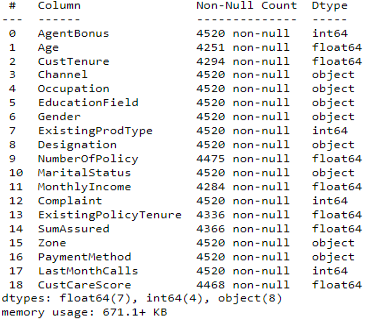 #   Column                Non-Null Count  Dtype
---  ------                --------------  -----
0   AgentBonus            4520 non-null   int64
1   Age                   4251 non-null   float64
2   CustTenure            4294 non-null   float64
3   Channel               4520 non-null   object
4   Occupation            4520 non-null   object
5   EducationField        4520 non-null   object
6   Gender                4520 non-null   object
7   ExistingProdType      4520 non-null   int64
8   Designation           4520 non-null   object
9   NumberOfPolicy        4475 non-null   float64
10  MaritalStatus         4520 non-null   object
11  MonthlyIncome         4284 non-null   float64
12  Complaint             4520 non-null   int64
13  ExistingPolicyTenure  4336 non-null   float64
14  SumAssured            4366 non-null   float64
15  Zone                  4520 non-null   object
16  PaymentMethod         4520 non-null   object
17  LastMonthCalls        4520 non-null   int64
18  CustCareScore         4468 non-null   float64
dtypes: float64(7), int64(4), object(8)
memory usage: 671.1+ KB